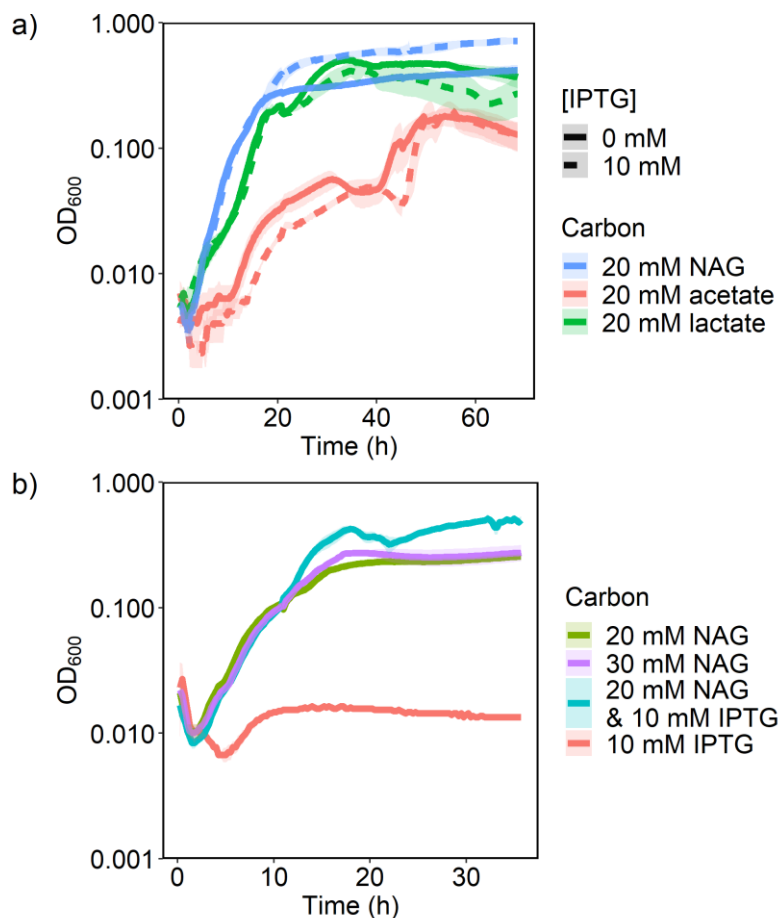 a)
1.000
0.100
0.010
0.001
OD600
0 20 40 60
Time (h)
[IPTG]
0 mM
10 mM
Carbon
20 mM NAG
20 mM acetate
20 mM lactate
b)
1.000
0.100
0.010
0.001
OD600
0 10 20 30
Time (h)
Carbon
20 mM NAG
30 mM NAG
20 mM NAG
& 10 mM IPTG
10 mM IPTG